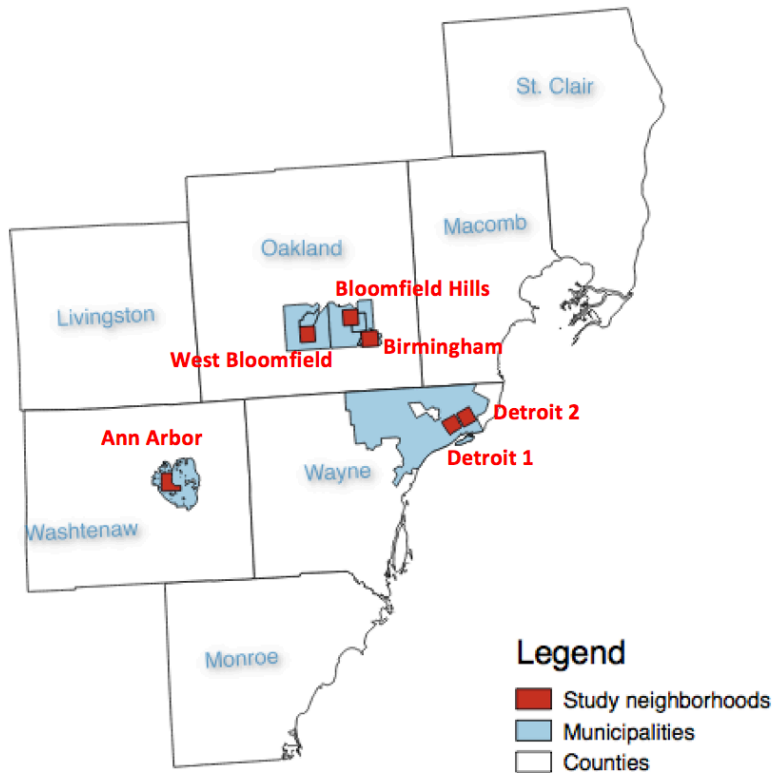 St. Clair
Macomb
Oakland
Bloomfield Hills
Livingston
Birmingham
West Bloomfield
Detroit 2
Ann Arbor
Detroit 1
Wayne
Washtenaw
Monroe
Legend
Study neighborhoods
Municipalities
Counties